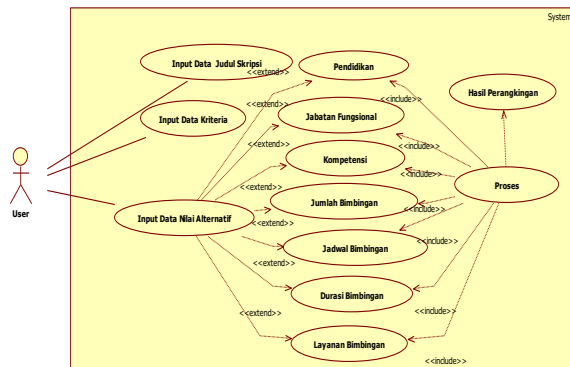 System
Input Data  Judul Skripsi
Pendidikan
<<extend>>
Hasil Perangkingan
<<extend>>
<<include>>
Input Data Kriteria
Jabatan Fungsional
<<extend>>
<<include>>
Kompetensi
<<include>>
User
<<extend>>
Proses
Input Data Nlai Alternatif
Jumlah Bimbingan
<<include>>
<<extend>>
<<include>>
Jadwal Bimbingan
<<extend>>
Durasi Bimbingan
<<extend>>
<<include>>
Layanan Bimbingan
<<include>>